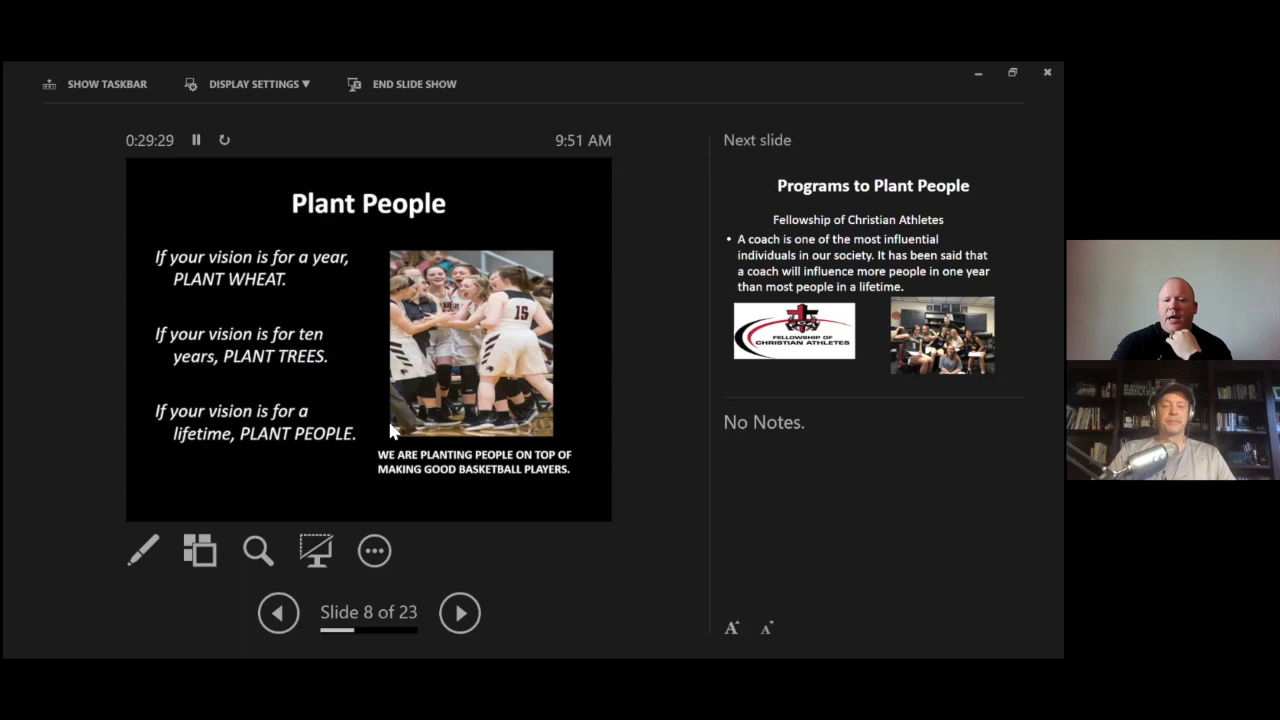 SHOW TASKBAR
DISPLAY SETTINGS ▼
END SLIDE SHOW
0:29:29
9:51 AM
Plant People
If your vision is for a year,
PLANT WHEAT.
If your vision is for ten
years, PLANT TREES.
If your vision is for a
lifetime, PLANT PEOPLE.
15
WE ARE PLANTING PEOPLE ON TOP OF
MAKING GOOD BASKETBALL PLAYERS.
Slide 8 of 23
Next slide
Programs to Plant People
Fellowship of Christian Athletes
• A coach is one of the most influential
individuals in our society. It has been said that
a coach will influence more people in one year
than most people in a lifetime.
FELLOWSHIP OF
CHRISTIAN ATHLETES
No Notes.
A A